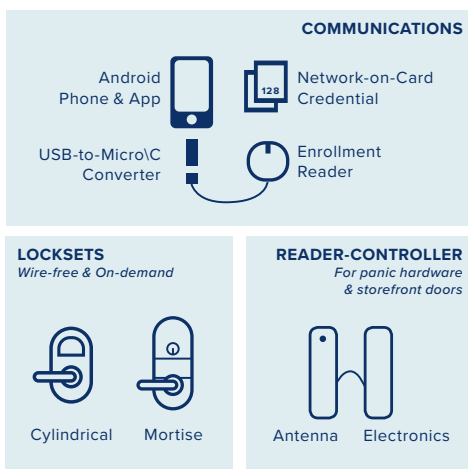 COMMUNICATIONS
Android
Phone & App
128
Network-on-Card
Credential
USB-to-Micro\C
Converter
Enrollment
Reader
LOCKSETS
Wire-free & On-demand
Cylindrical
Mortise
READER-CONTROLLER
For panic hardware
& storefront doors
Antenna
Electronics